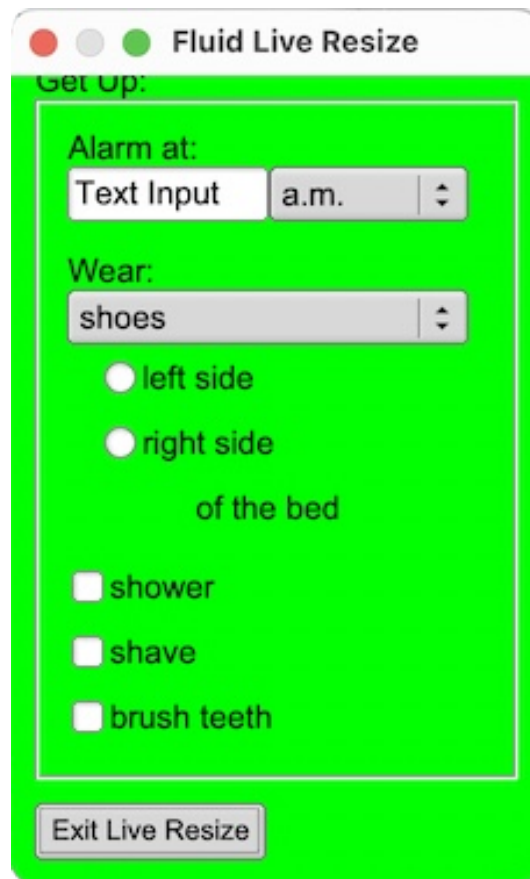 Fluid Live Resize
Get Up:
Alarm at:
Text Input a.m.
Wear:
shoes
left side
right side
of the bed
shower
shave
brush teeth
Exit Live Resize